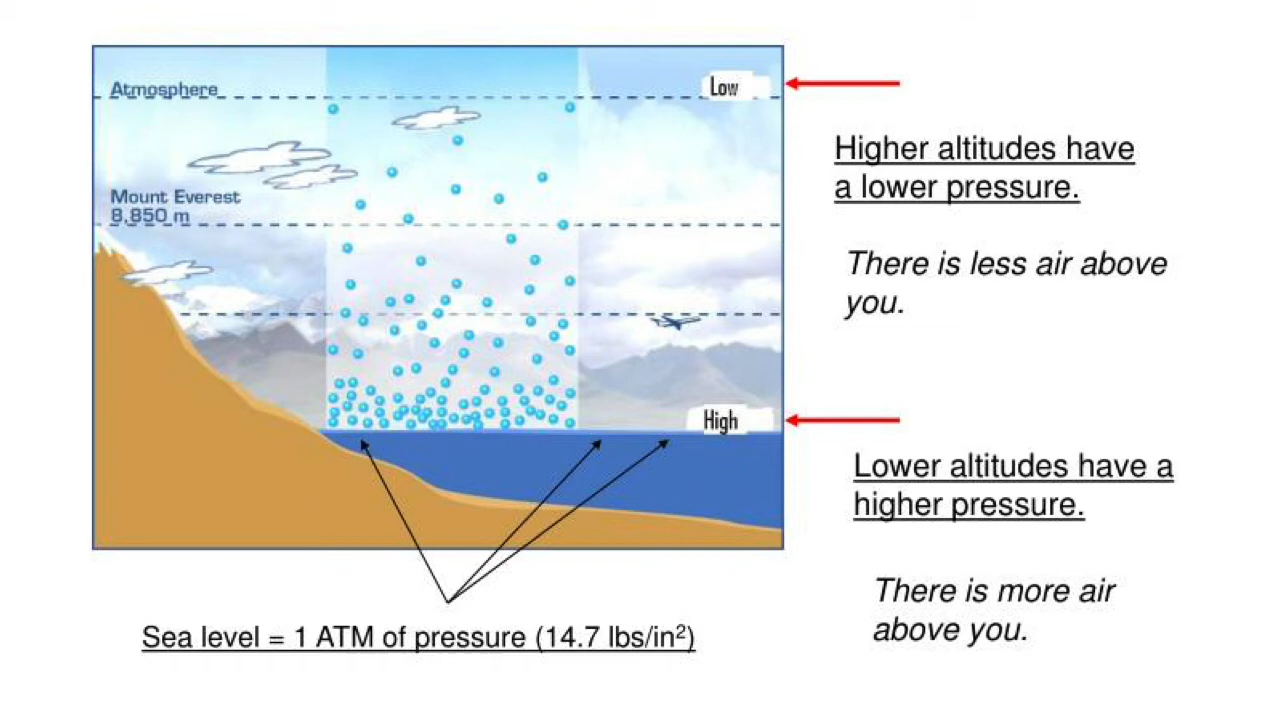 Atmosphere
Low
Mount Everest
8,850 m
High
Higher altitudes have
a lower pressure.
There is less air above
you.
Lower altitudes have a
higher pressure.
There is more air
above you.
Sea level = 1 ATM of pressure (14.7 lbs/in²)